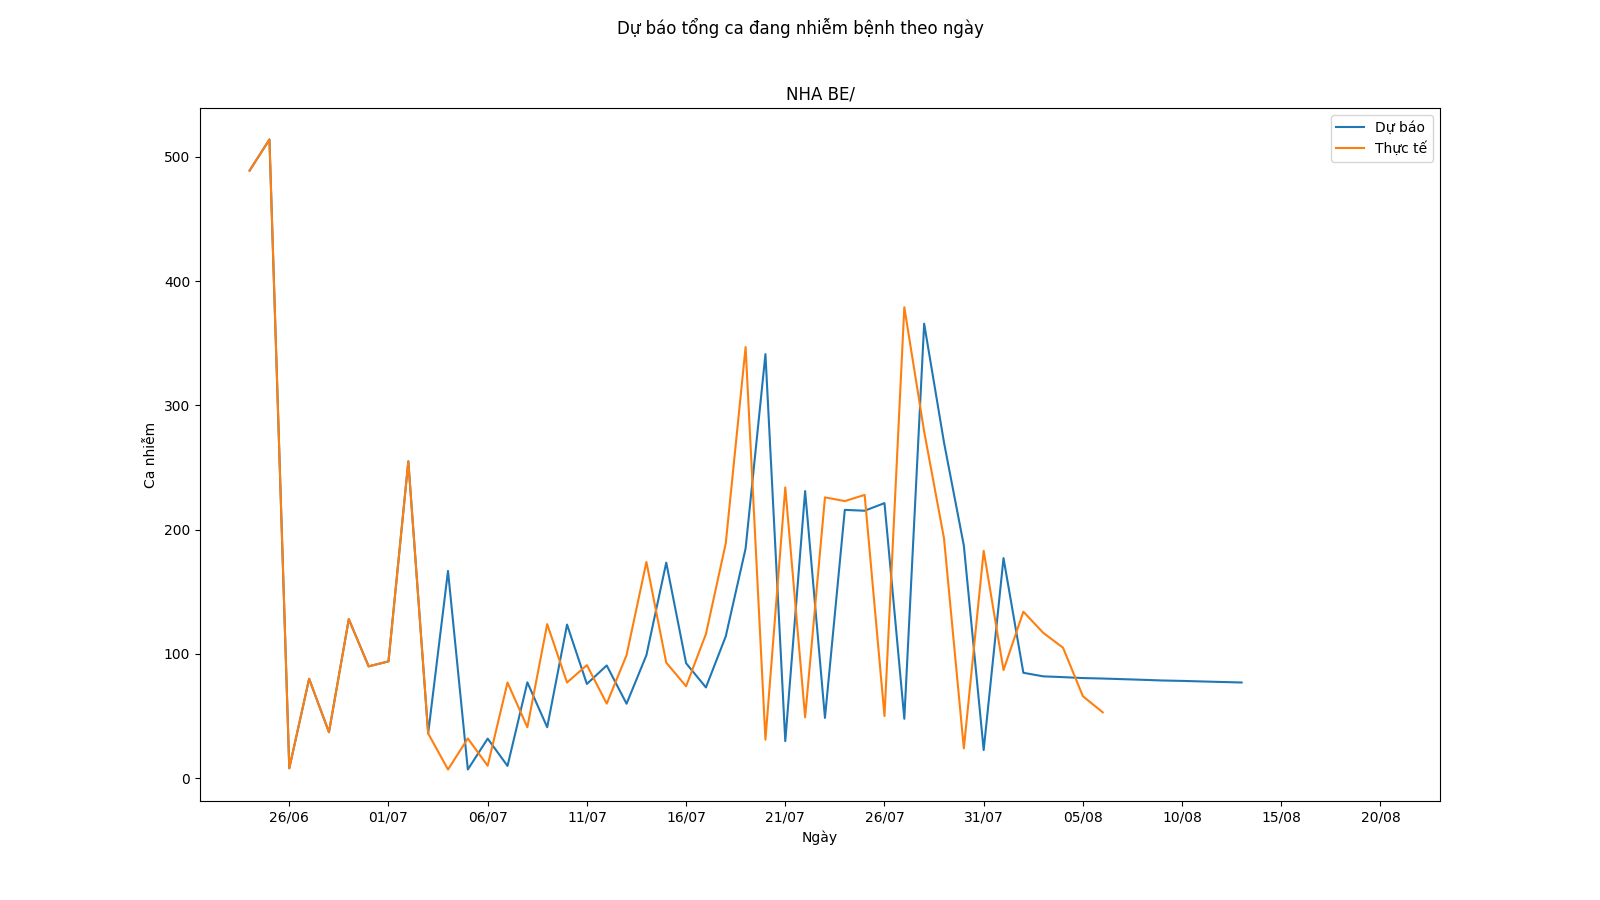 Dự báo tổng ca đang nhiễm bệnh theo ngày
NHA BE/
Dự báo
Thực tế
500
400
300
200
100
0
Ca nhiễm
26/06 01/07 06/07 11/07 16/07 21/07 26/07 31/07 05/08 10/08 15/08 20/08
Ngày